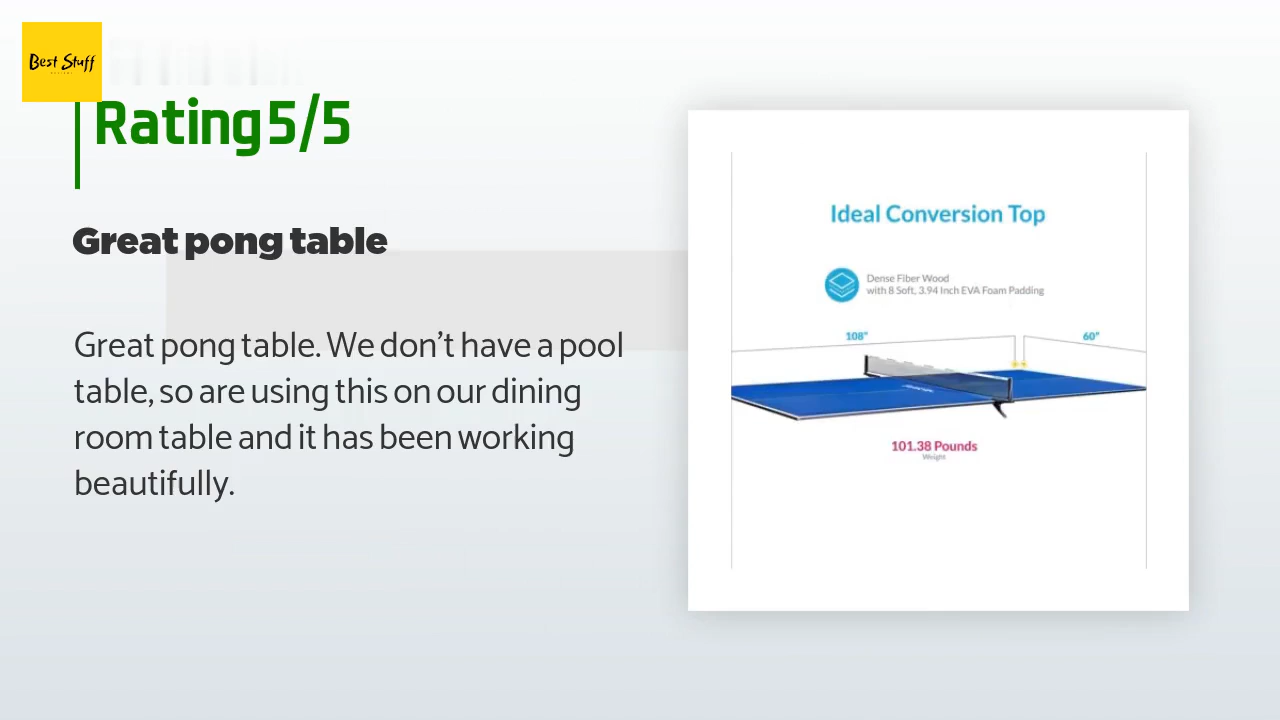 Best Stuff
Rating 5/5
Great pong table
Great pong table. We don't have a pool
table, so are using this on our dining
room table and it has been working
beautifully.
Ideal Conversion Top
Dense Fiber Wood
with 8 Soft, 3.94 Inch EVA Foam Padding
108"
60"
101.38 Pounds
Weight